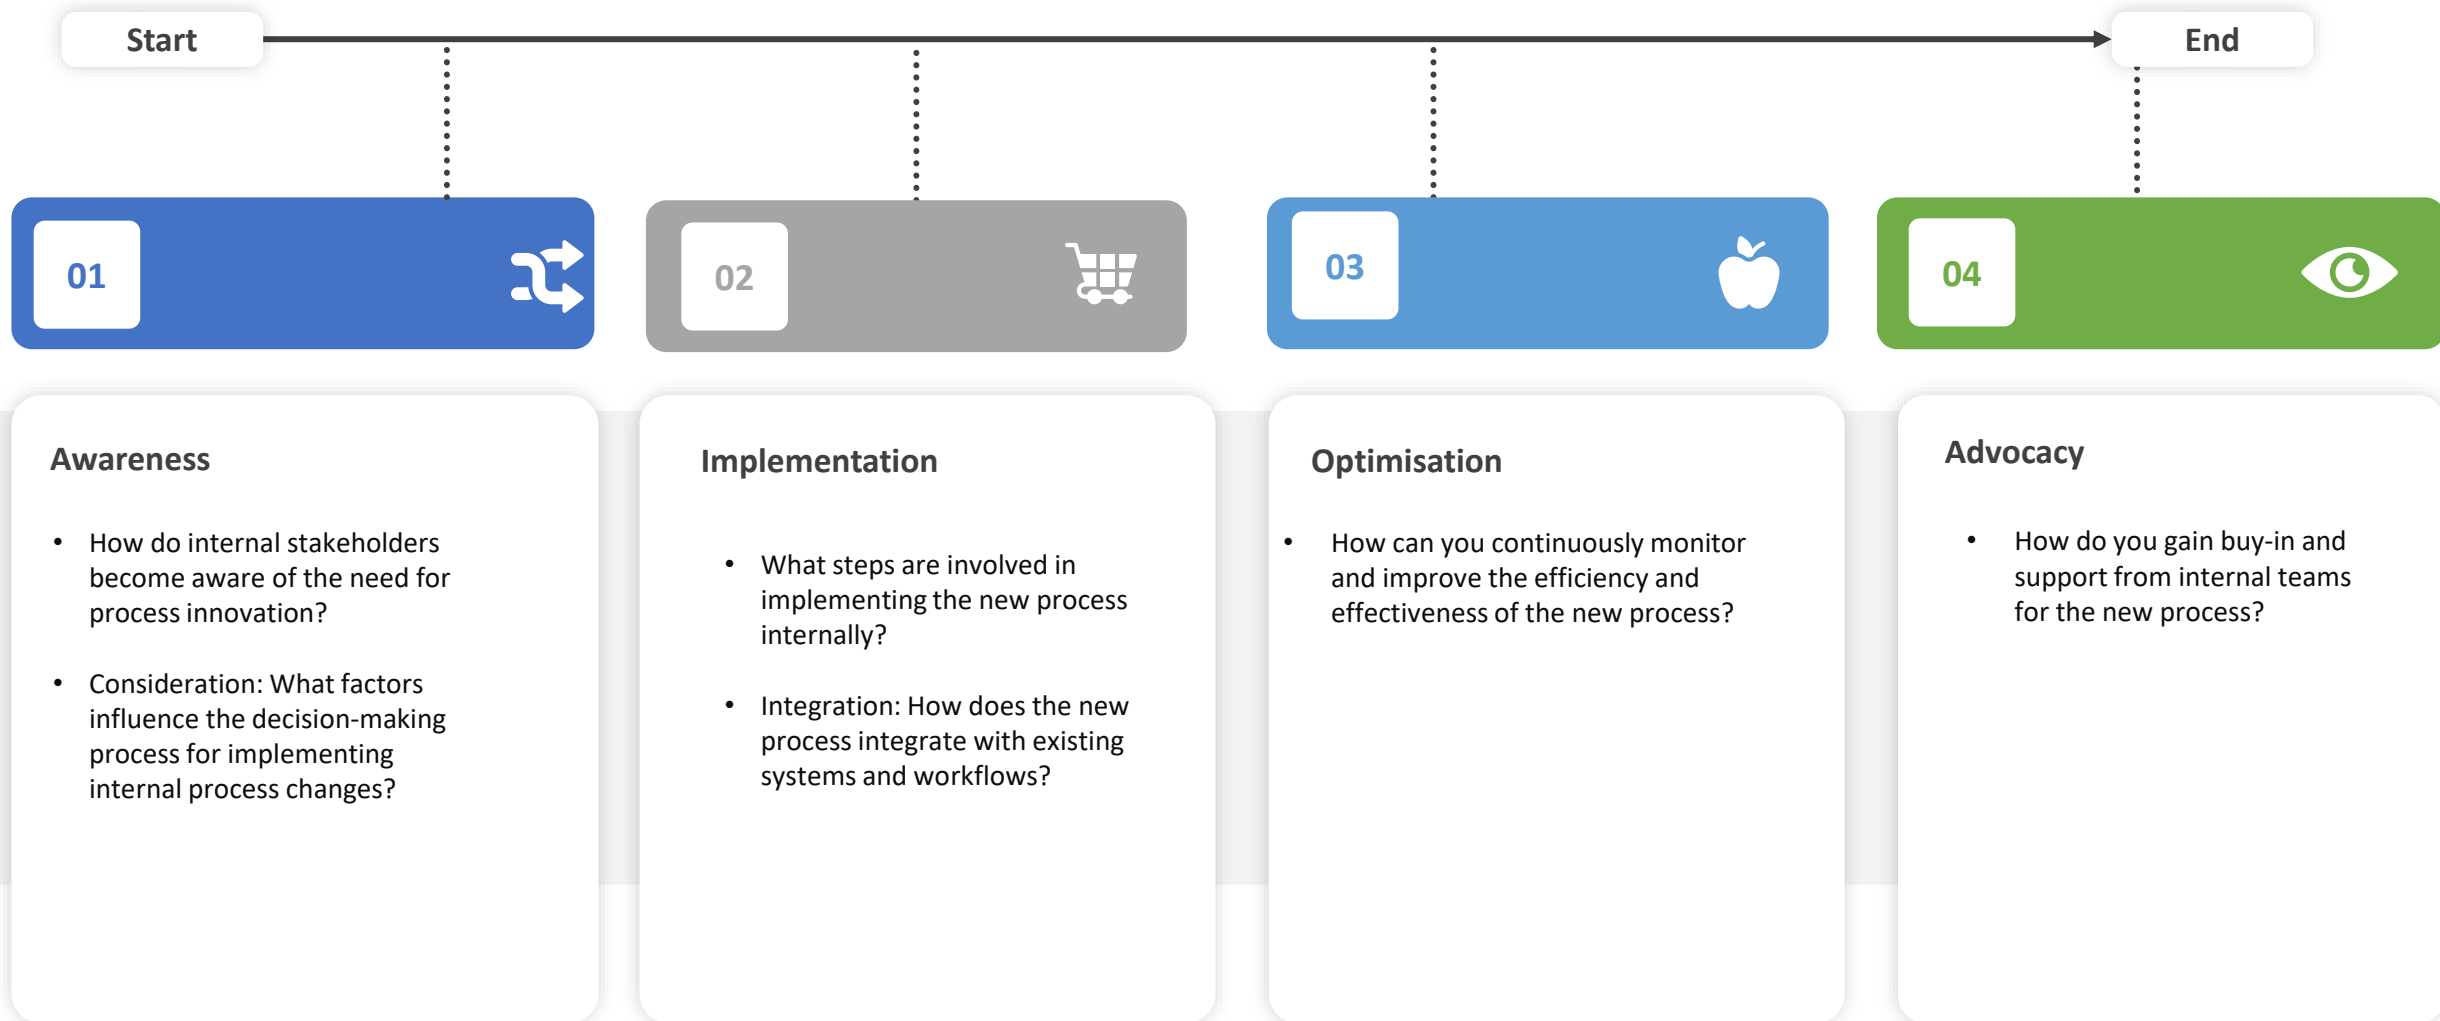 Start
End
01
02
03
04
Awareness
• How do internal stakeholders
become aware of the need for
process innovation?
• Consideration: What factors
influence the decision-making
process for implementing
internal process changes?
Implementation
• What steps are involved in
implementing the new process
internally?
• Integration: How does the new
process integrate with existing
systems and workflows?
Optimisation
• How can you continuously monitor
and improve the efficiency and
effectiveness of the new process?
Advocacy
• How do you gain buy-in and
support from internal teams
for the new process?